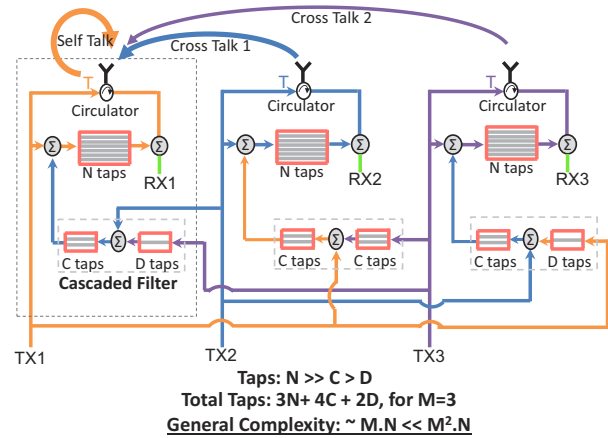 Cross Talk 2
Self Talk
Cross Talk 1
T
T
T
Circulator
Circulator
Circulator
Σ
Σ
Σ
Σ
Σ
Σ
N taps
N taps
N taps
RX1
RX2
RX3
Σ
Σ
Σ
C taps
D taps
C taps
C taps
C taps
D taps
Cascaded Filter
TX1
TX2
TX3
Taps: N >> C > D
Total Taps: 3N+ 4C + 2D, for M=3
General Complexity: ~ M.N << M².N